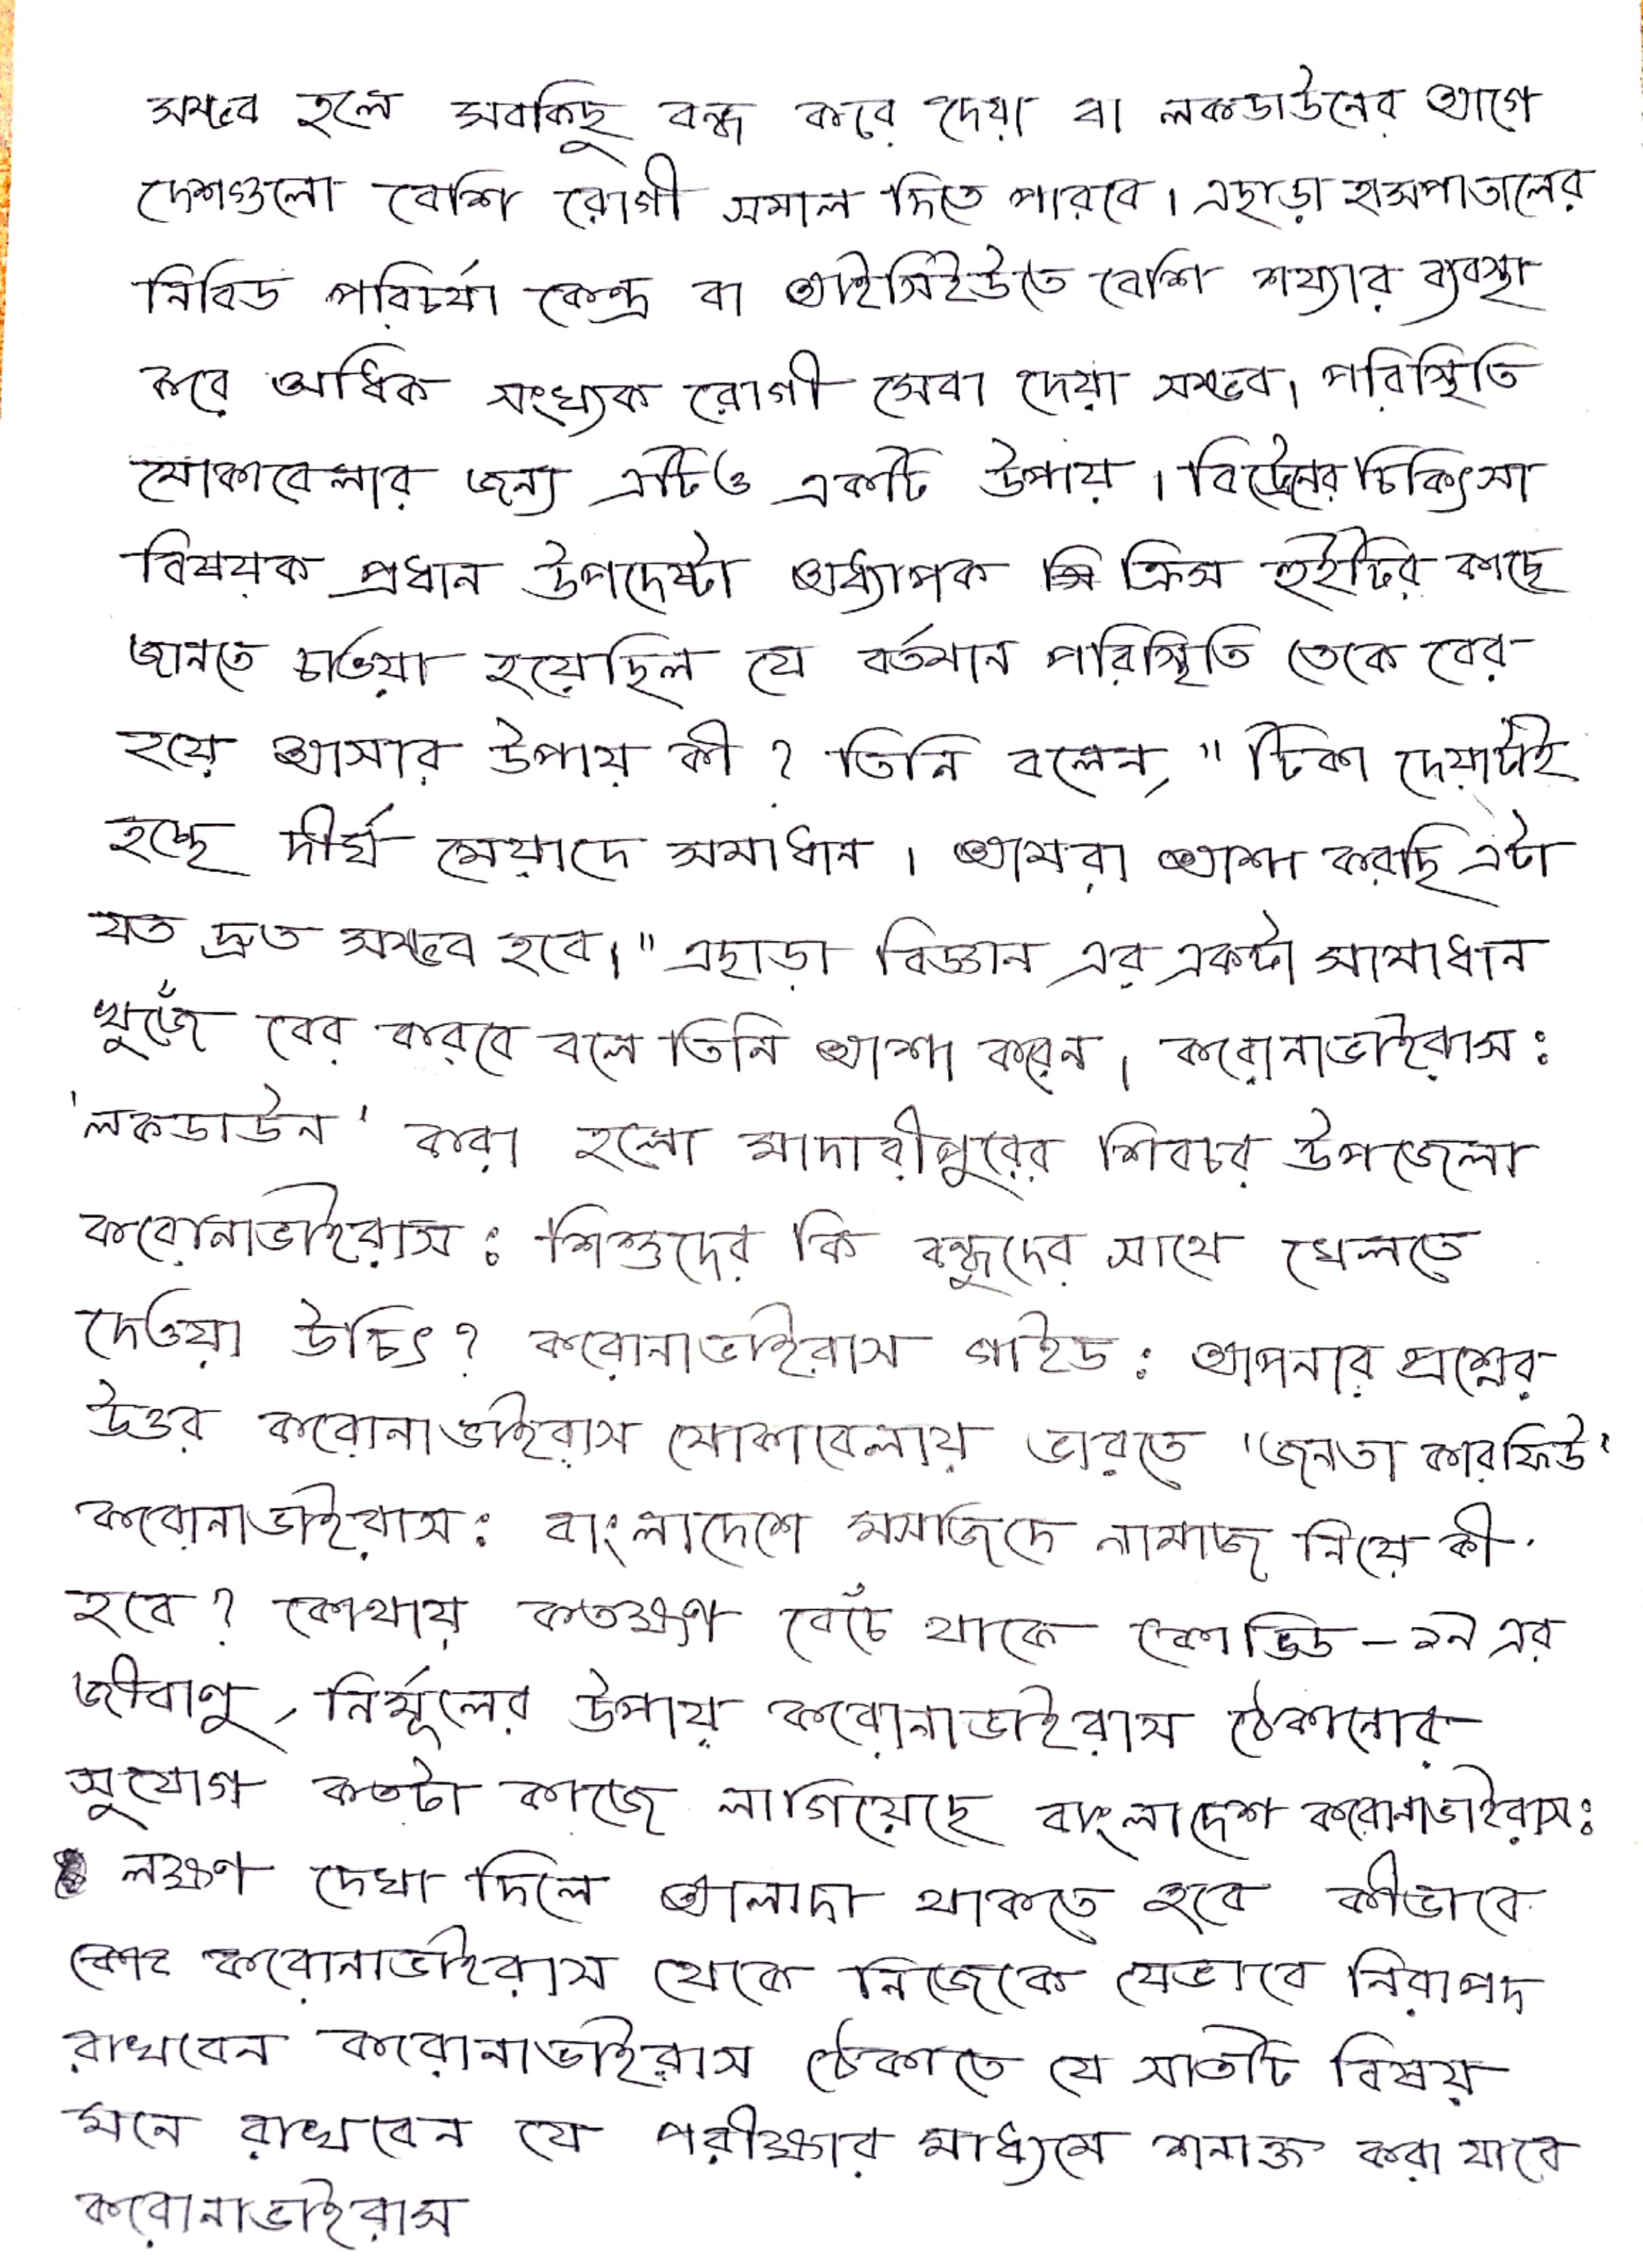 সম্ভব হলে সবকিছু বন্ধ করে দেয়া বা লকডাউনের আগে
দেশগুলো বেশি রোগী সমাল দিতে পারবে। এছাড়া হাসপাতালের
নিবিড পরিচর্যা কেন্দ্র বা আইসিইউতে বেশি শয্যার ব্যবস্থা
করে অধিক সংখ্যক রোগী সেবা দেয়া সম্ভব। পরিস্থিতি
মোকাবেলার জন্য এটিও একটি উপায়। বিট্রেনের চিকিৎসা
বিষয়ক প্রধান উপদেষ্টা অধ্যাপক ক্রিস হুইটির কাছে
জানতে চাওয়া হয়েছিল যে বর্তমান পরিস্থিতি তেকে বের
হয়ে আসার উপায় কী? তিনি বলেন, "টিকা দেয়াটাই
হচ্ছে দীর্ঘ মেয়াদে সমাধান। আমরা আশা করছি এটা
যত দ্রুত সম্ভব হবে।" এছাড়া বিজ্ঞান এর একটা সামাধান
খুজেঁ বের করবে বলে তিনি আশা করেন। করোনাভাইরাস:
'লকডাউন' করা হলো মাদারীপুরের শিবচর উপজেলা
করোনাভাইরাস: শিশুদের কি বন্ধুদের সাথে খেলতে
দেওয়া উচিৎ? করোনাভাইরাস গাইড: আপনার প্রশ্নের
উত্তর করোনাভাইরাস মোকাবেলায় ভারতে 'জনতা কারফিউ'
করোনাভাইরাস: বাংলাদেশে মসজিদে নামাজ নিয়ে কী
হবে? কোথায় কতক্ষণ বেঁচে থাকে কোভিড-১৯ এর
জীবাণু, নির্মূলের উপায় করোনাভাইরাস ঠেকানোর
সুযোগ কতটা কাজে লাগিয়েছে বাংলাদেশ করোনাভাইরাস:
লক্ষণ দেখা দিলে আলাদা থাকতে হবে কীভাবে
করোনাভাইরাস থেকে নিজেকে যেভাবে নিরাপদ
রাখবেন করোনাভাইরাস ঠেকাতে যে সাতটি বিষয়
মনে রাখবেন যে পরীক্ষার মাধ্যমে শনাক্ত করা যাবে
করোনাভাইরাস